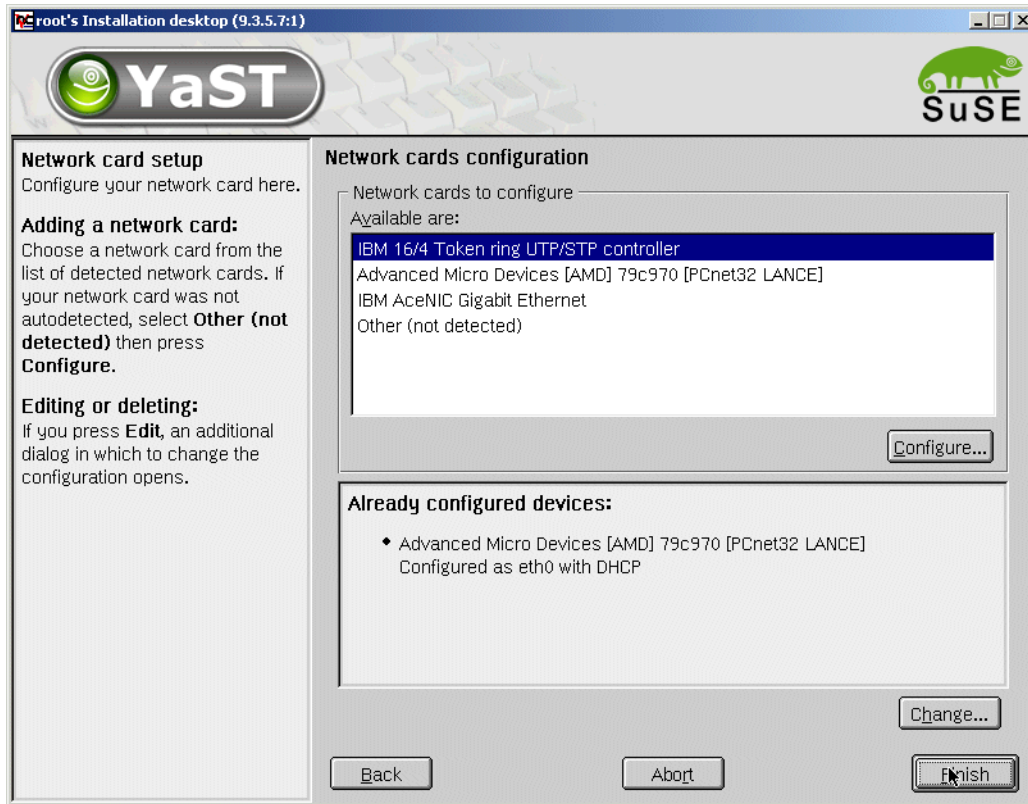 root's Installation desktop (9.3.5.7:1)
YaST
SuSE
Network card setup
Configure your network card here.
Adding a network card:
Choose a network card from the
list of detected network cards. If
your network card was not
autodetected, select Other (not
detected) then press
Configure.
Editing or deleting:
If you press Edit, an additional
dialog in which to change the
configuration opens.
Network cards configuration
Network cards to configure
Available are:
IBM 16/4 Token ring UTP/STP controller
Advanced Micro Devices [AMD] 79c970 [PCnet32 LANCE]
IBM AceNIC Gigabit Ethernet
Other (not detected)
Configure...
Already configured devices:
• Advanced Micro Devices [AMD] 79c970 [PCnet32 LANCE]
Configured as eth0 with DHCP
Change...
Back
Abort
Finish